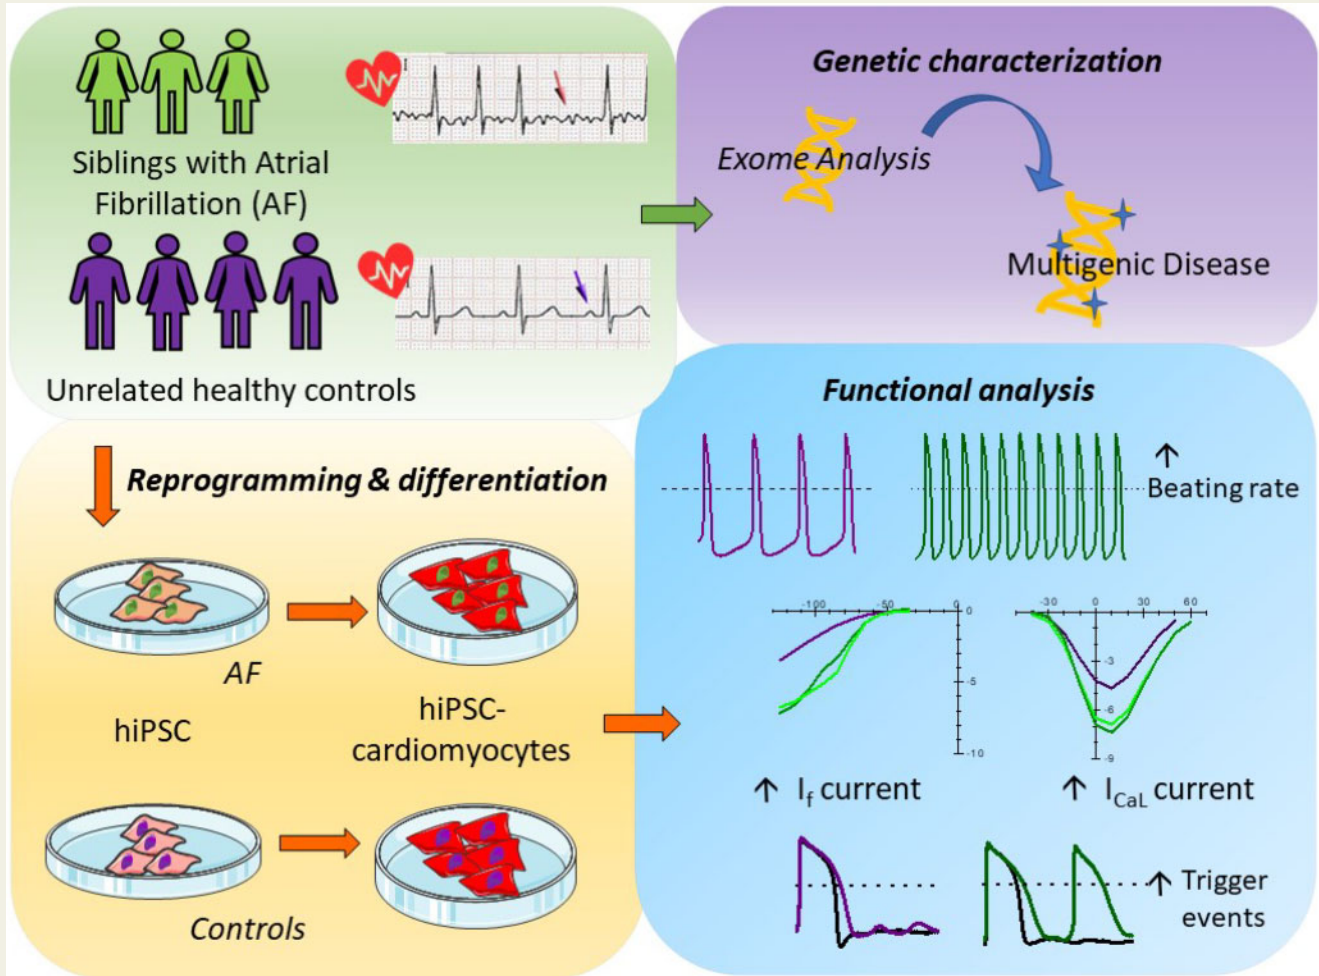 I
Siblings with Atrial
Fibrillation (AF)
Unrelated healthy controls
Genetic characterization
Exome Analysis
Multigenic Disease
Reprogramming & differentiation
AF
hiPSC
hiPSC-
cardiomyocytes
Controls
Functional analysis
↑
Beating rate
-100 -50 0 0
-5
-10
-30 0 30 60
-3
-6
-9
↑ If current
↑ ICaL current
↑ Trigger
events